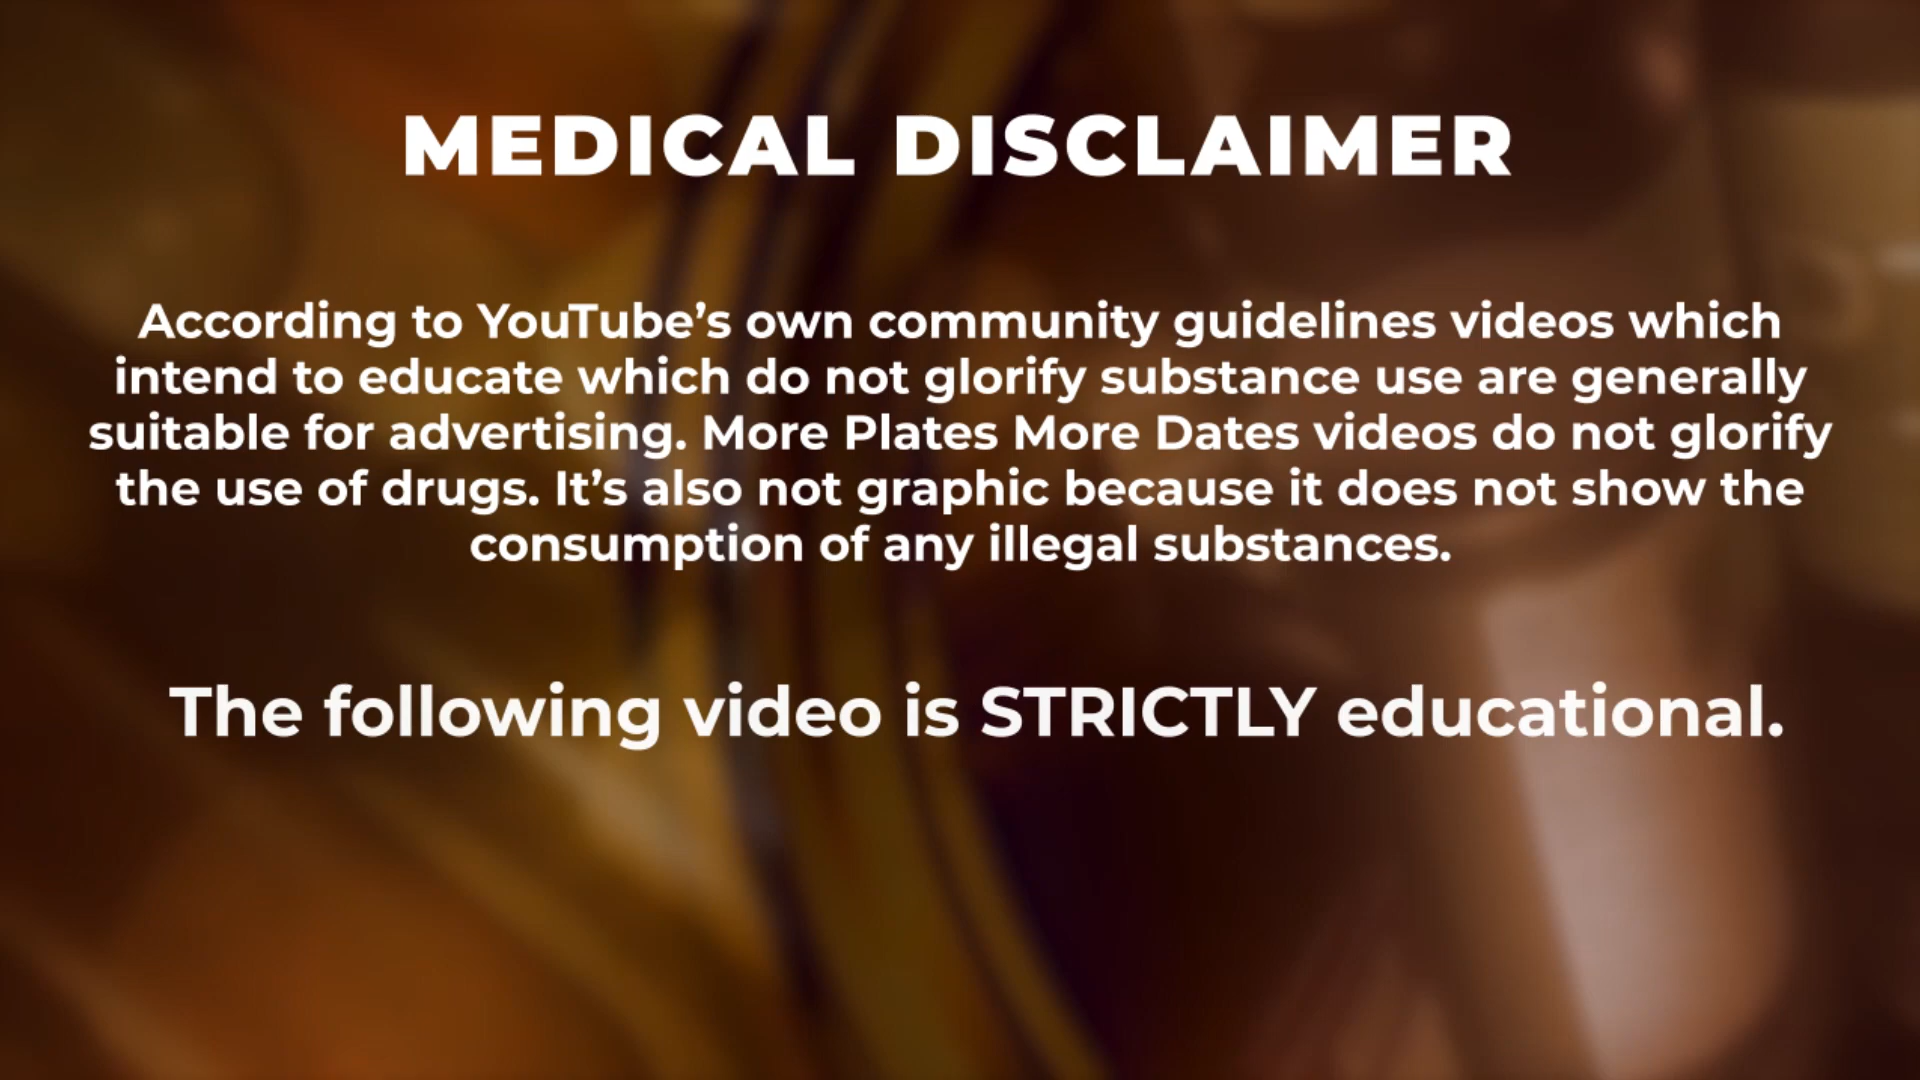 MEDICAL DISCLAIMER
According to YouTube’s own community guidelines videos which
intend to educate which do not glorify substance use are generally
suitable for advertising. More Plates More Dates videos do not glorify
the use of drugs. It’s also not graphic because it does not show the
consumption of any illegal substances.
The following video is STRICTLY educational.